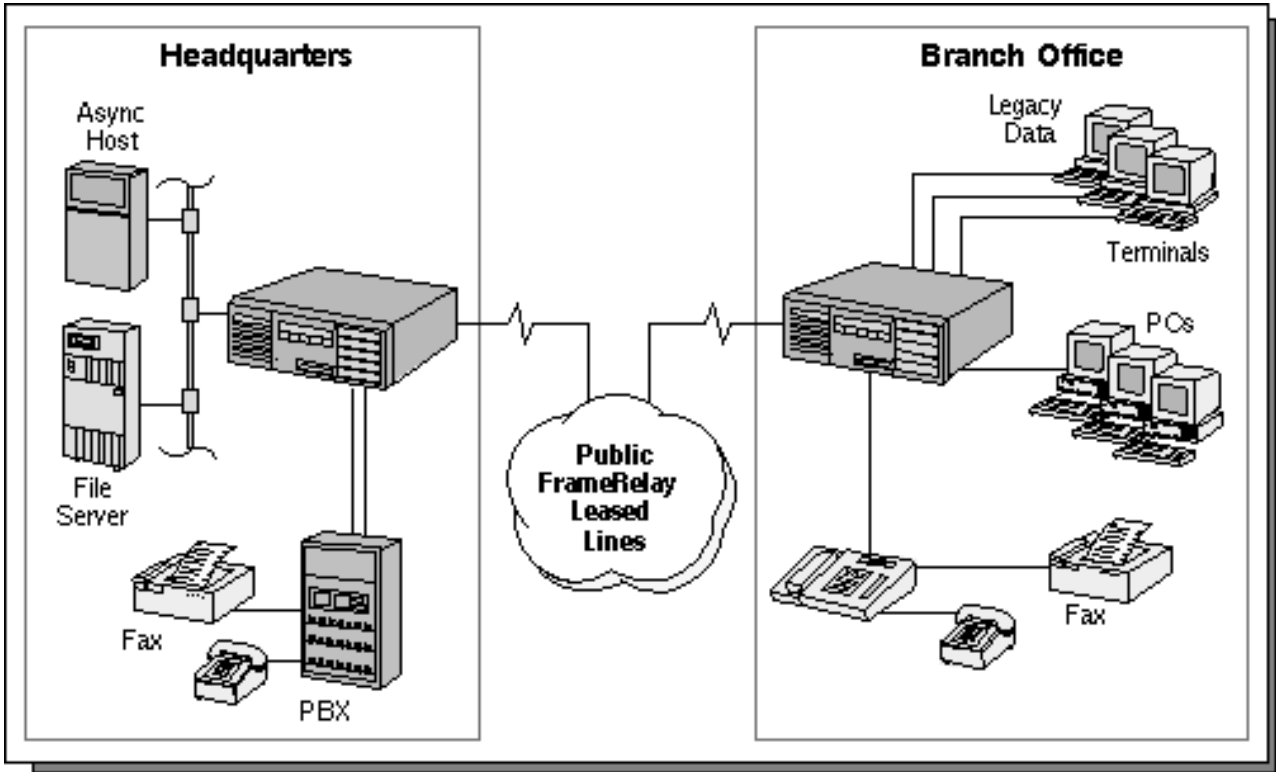 Headquarters
Async
Host
File
Server
Fax
PBX
Public
FrameRelay
Leased
Lines
Branch Office
Legacy
Data
Terminals
PCs
Fax